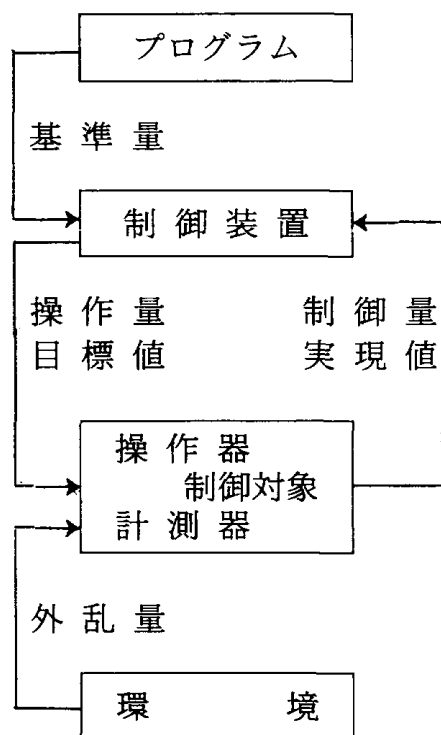 プログラム
基準量
制御装置
操作量 制御量
目標値 実現値
操作器
制御対象
計測器
外乱量
環境